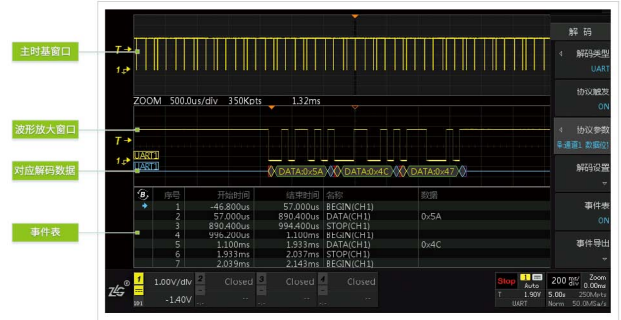 解 码
主时基窗口
T
解码类型
UART
1
协议触发
ON
ZOOM 500.0us/div 350Kpts 1.32ms
协议参数
波形放大窗口
T
1
UART1
UART1
解码设置
对应解码数据
DATA:0x5A DATA:0x4C DATA:0x47
B 序号 开始时间 结束时间 名称 数据
事件表
ON
1 -46.800us 57.000us BEGIN(CH1)
2 57.000us 890.400us DATA(CH1) 0x5A
3 890.400us 994.400us STOP(CH1)
事件表
4 996.200us 1.100ms BEGIN(CH1)
事件导出
5 1.100ms 1.933ms DATA(CH1) 0x4C
6 1.933ms 2.037ms STOP(CH1)
7 2.039ms 2.143ms BEGIN(CH1)
ZLG® 1 1.00V/div 2 Closed 3 Closed 4 Closed
-1.40V -- -- --
Stop 1 Auto
T 1.90V
UART
200 ms/div Zoom 0.00ms
5.00s 250Mpts
Norm 50.0MSa/s